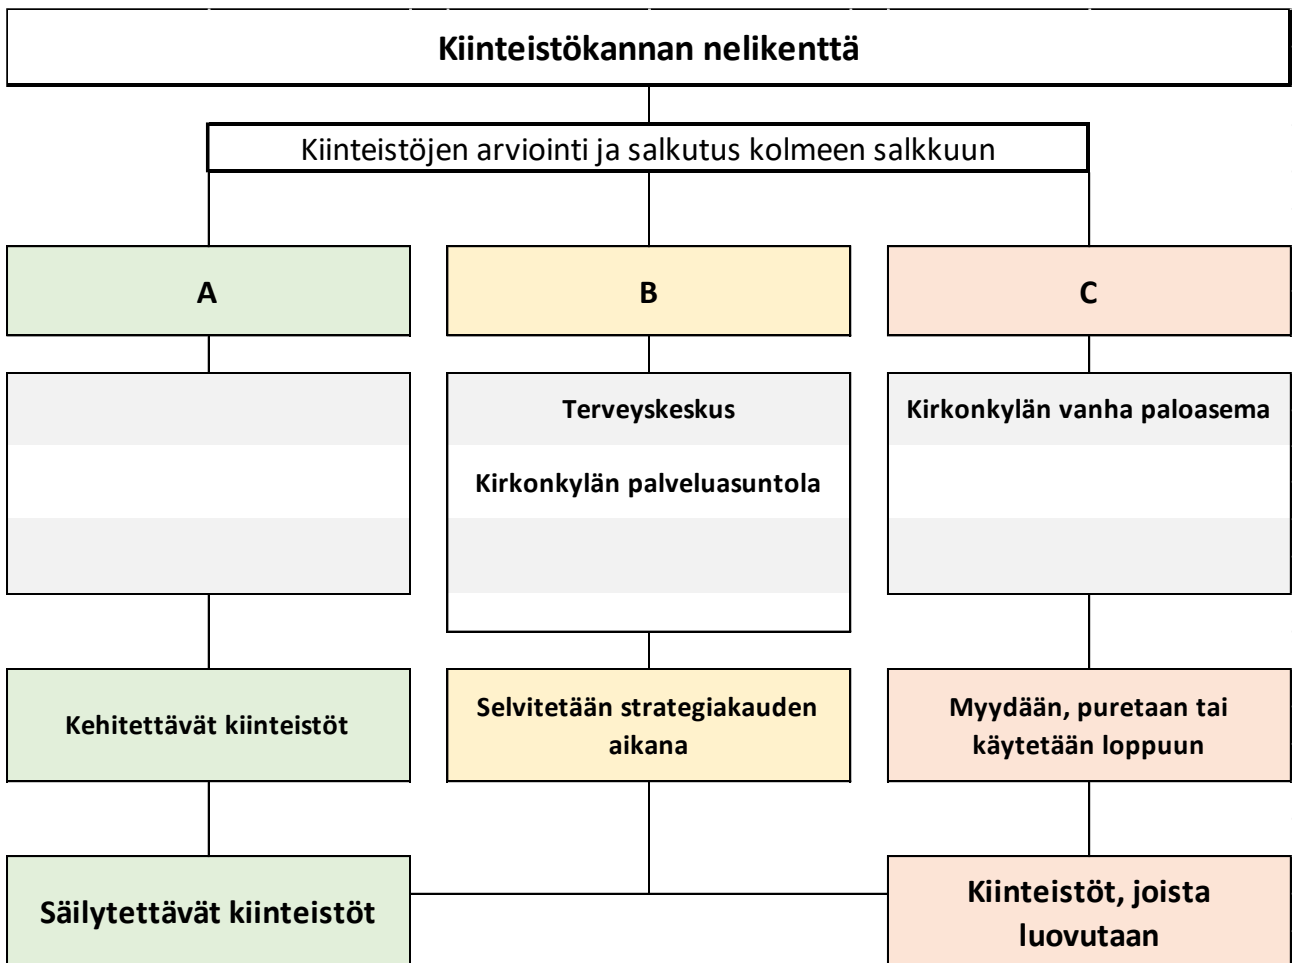 Kiinteistökannan nelikenttä
Kiinteistöjen arviointi ja salkutus kolmeen salkkuun
A
B
C
Terveyskeskus
Kirkonkylän vanha paloasema
Kirkonkylän palveluasuntola
Kehitettävät kiinteistöt
Selvitetään strategiakauden
aikana
Myydään, puretaan tai
käytetään loppuun
Säilytettävät kiinteistöt
Kiinteistöt, joista
luovutaan